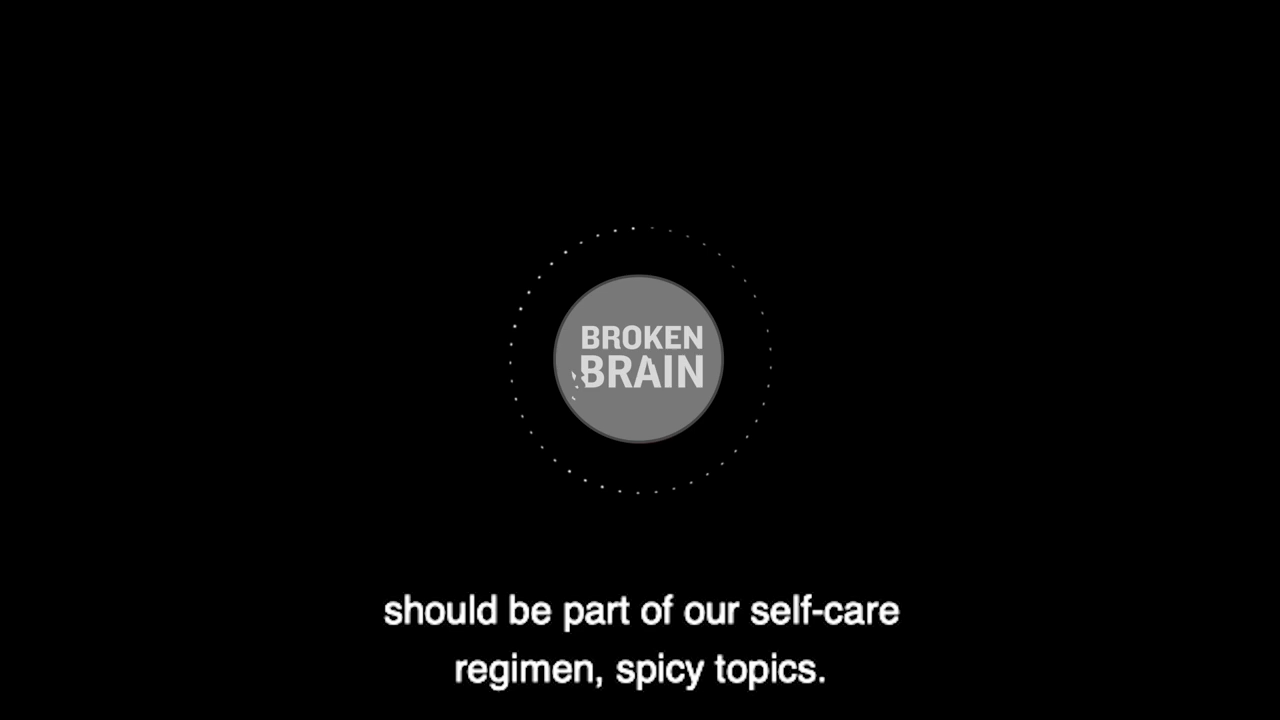 BROKEN
BRAIN
should be part of our self-care
regimen, spicy topics.